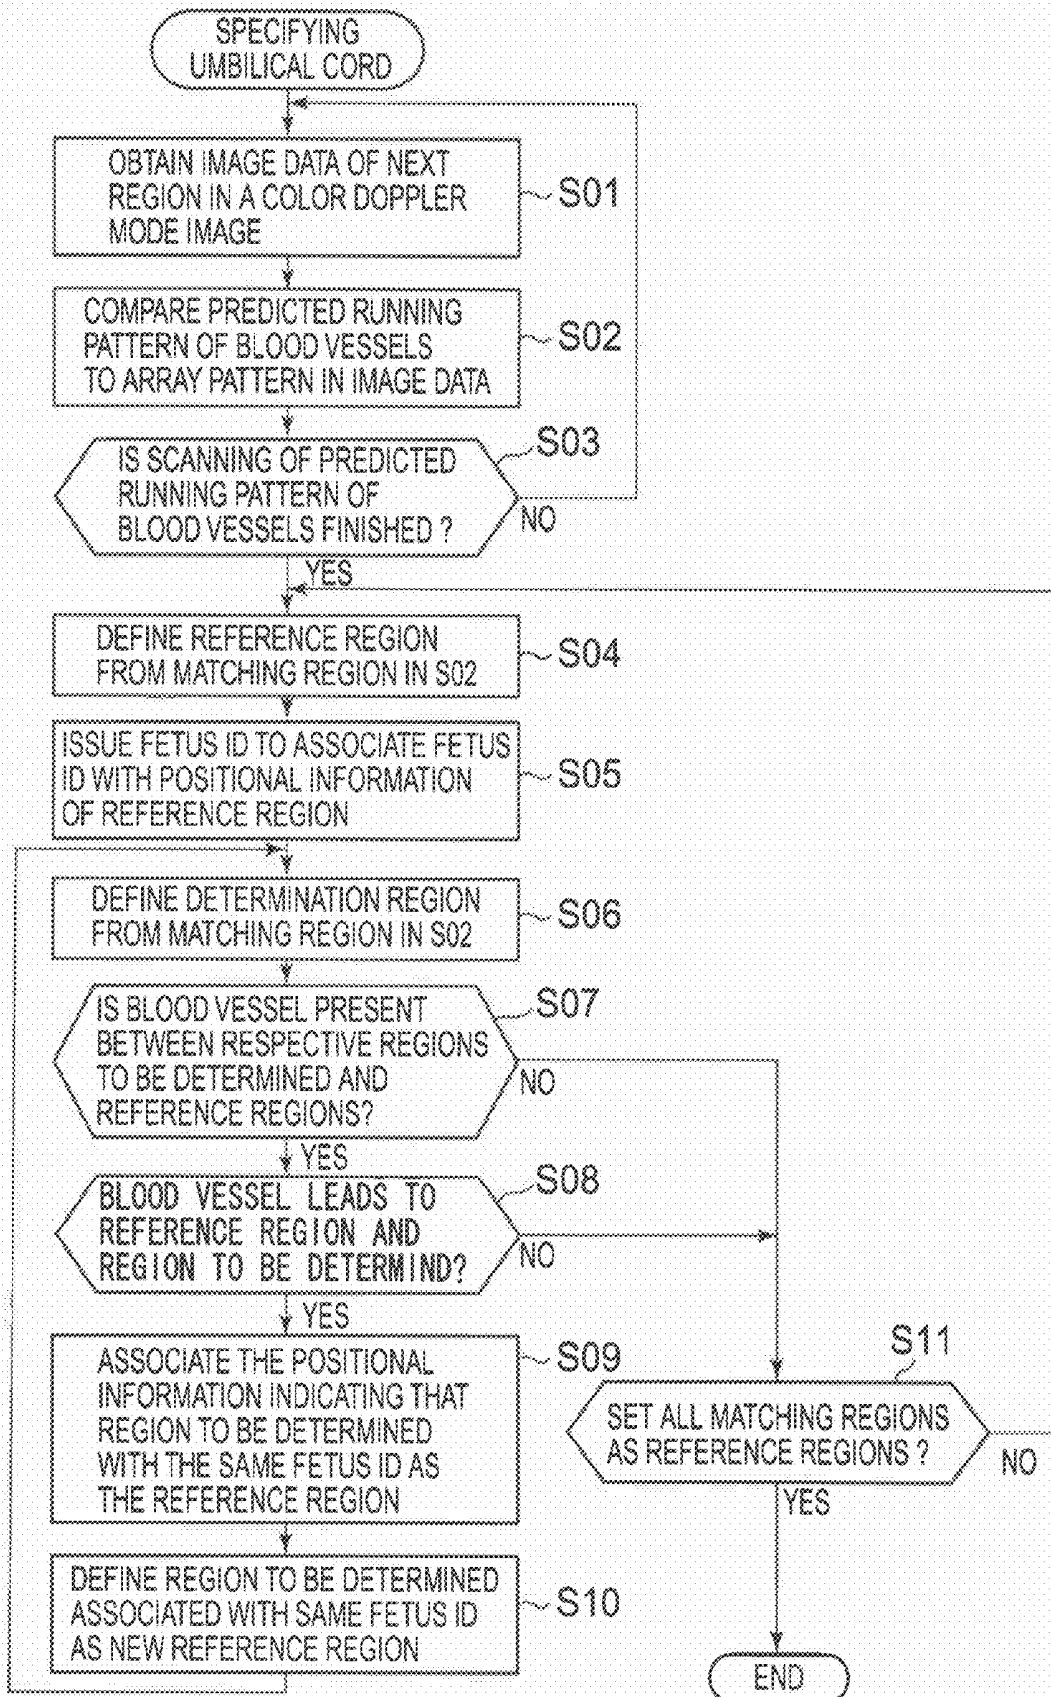 SPECIFYING
UMBILICAL CORD
OBTAIN IMAGE DATA OF NEXT
REGION IN A COLOR DOPPLER
MODE IMAGE
S01
COMPARE PREDICTED RUNNING
PATTERN OF BLOOD VESSELS
TO ARRAY PATTERN IN IMAGE DATA
S02
IS SCANNING OF PREDICTED
RUNNING PATTERN OF
BLOOD VESSELS FINISHED ?
S03
NO
YES
DEFINE REFERENCE REGION
FROM MATCHING REGION IN S02
S04
ISSUE FETUS ID TO ASSOCIATE FETUS
ID WITH POSITIONAL INFORMATION
OF REFERENCE REGION
S05
DEFINE DETERMINATION REGION
FROM MATCHING REGION IN S02
S06
IS BLOOD VESSEL PRESENT
BETWEEN RESPECTIVE REGIONS
TO BE DETERMINED AND
REFERENCE REGIONS?
S07
NO
YES
BLOOD VESSEL LEADS TO
REFERENCE REGION AND
REGION TO BE DETERMIND?
S08
NO
YES
ASSOCIATE THE POSITIONAL
INFORMATION INDICATING THAT
REGION TO BE DETERMINED
WITH THE SAME FETUS ID AS
THE REFERENCE REGION
S09
DEFINE REGION TO BE DETERMINED
ASSOCIATED WITH SAME FETUS ID
AS NEW REFERENCE REGION
S10
S11
SET ALL MATCHING REGIONS
AS REFERENCE REGIONS ?
NO
YES
END